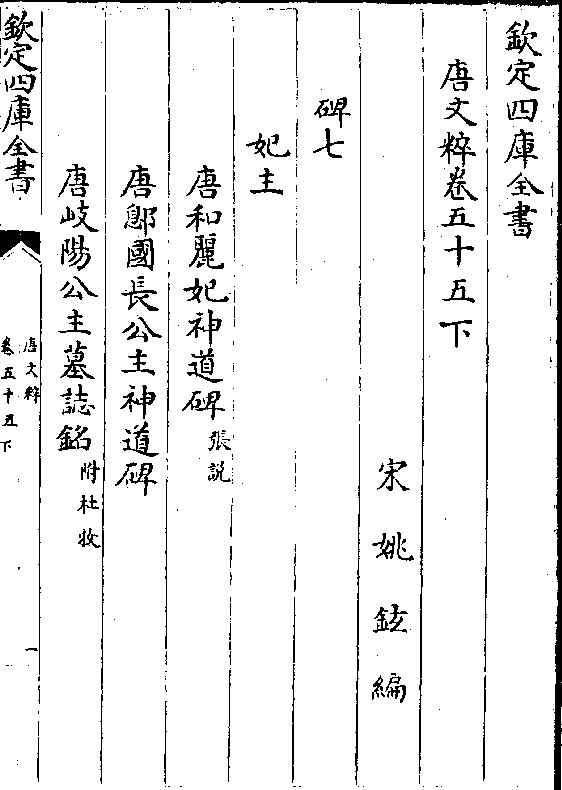 欽定四庫全書
唐文粹卷五十五下
宋姚鉉編
碑七
妃主
唐和麗妃神道碑張説
唐鄎國長公主神道碑
唐岐陽公主墓誌銘附杜牧
欽定四庫全書
唐文粹
卷五十五下
一